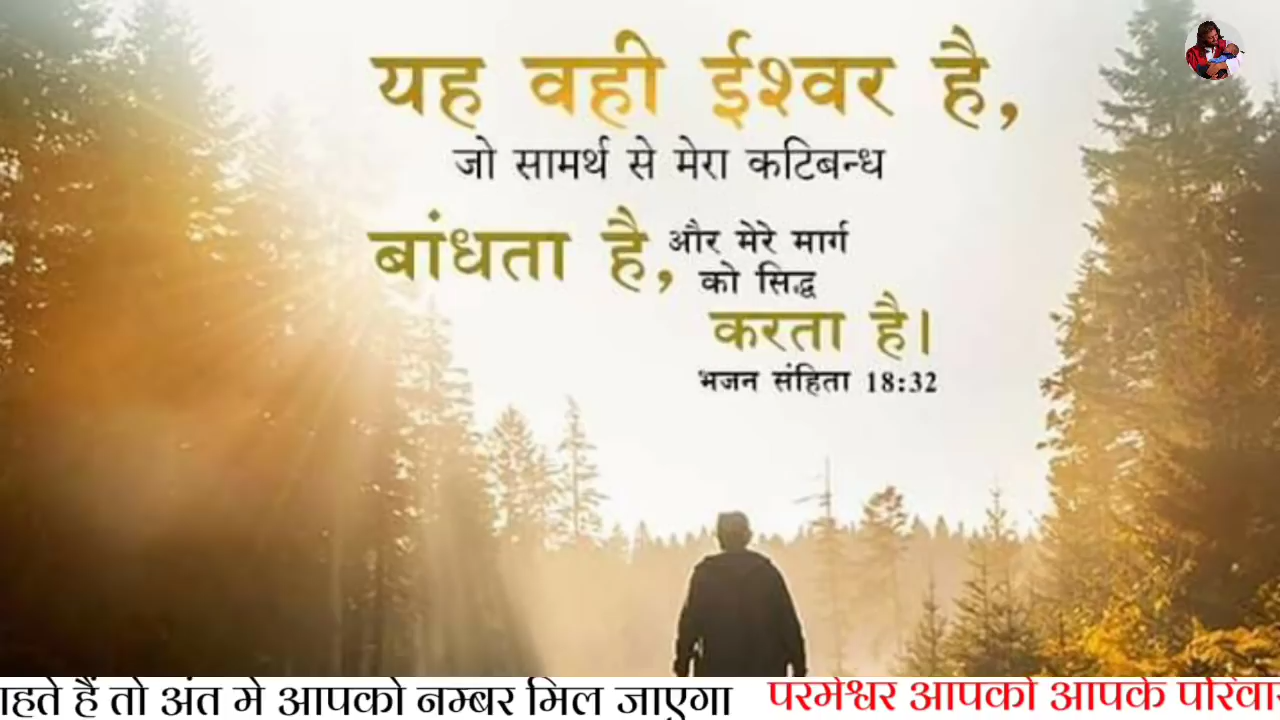 यह वही ईश्वर है,
जो सामर्थ से मेरा कटिबन्ध
बांधता है, और मेरे मार्ग
को सिद्ध
करता है।
भजन संहिता 18:32
हैं तो अंत मे आपको नम्बर मिल जाएगा परमेश्वर आपको आपके